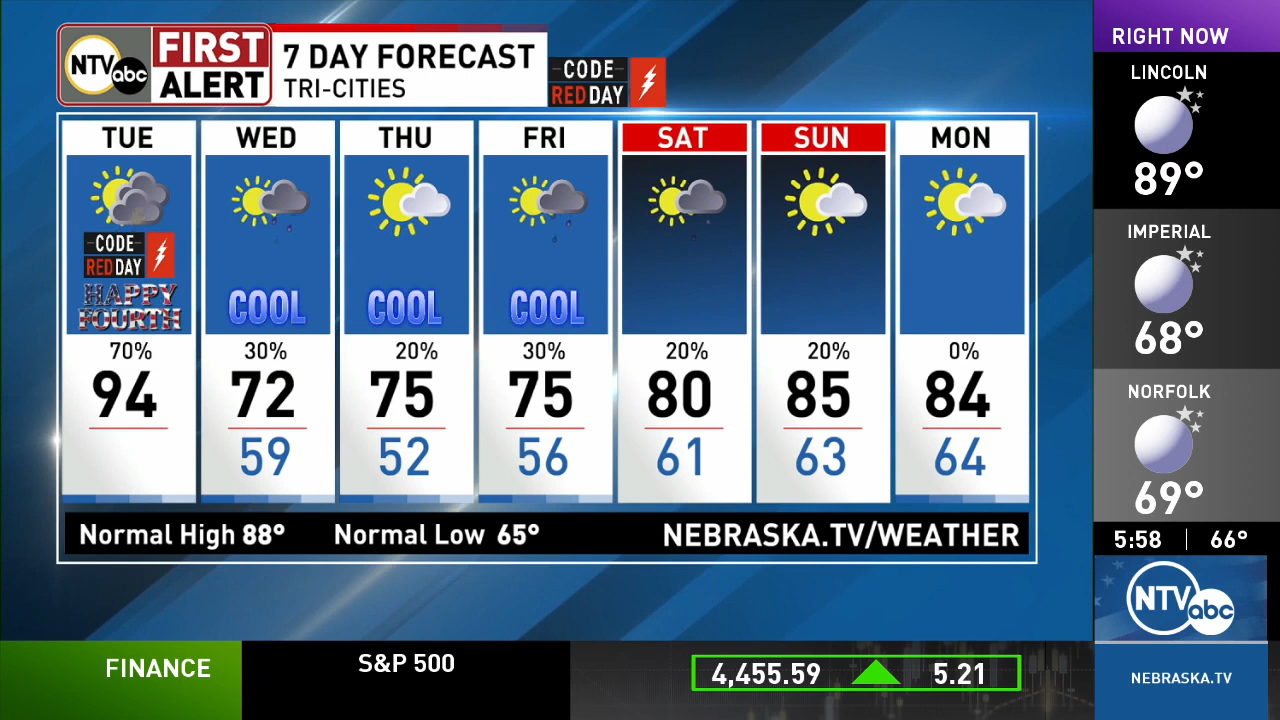 NTV abc
FIRST
ALERT
7 DAY FORECAST
TRI-CITIES
CODE
RED DAY
TUE WED THU FRI SAT SUN MON
CODE
RED DAY
HAPPY
FOURTH
COOL COOL COOL
70% 30% 20% 30% 20% 20% 0%
94 72 75 75 80 85 84
59 52 56 61 63 64
Normal High 88° Normal Low 65° NEBRASKA.TV/WEATHER
RIGHT NOW
LINCOLN
89°
IMPERIAL
68°
NORFOLK
69°
5:58 66°
NTV abc
NEBRASKA.TV
FINANCE
S&P 500
4,455.59 5.21